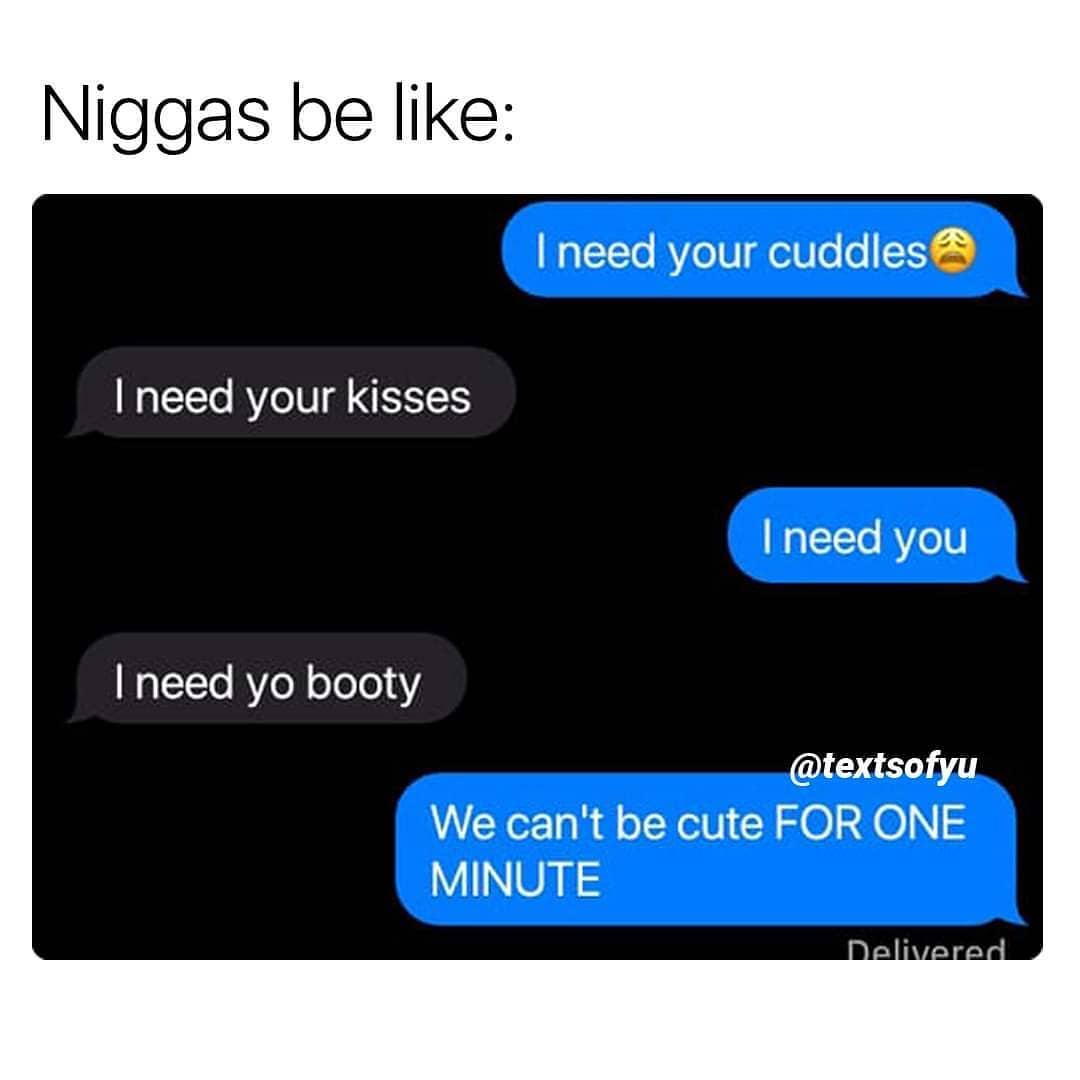 Niggas be like:
I need your cuddles😩
I need your kisses
I need you
I need yo booty
@textsofyu
We can't be cute FOR ONE
MINUTE
Delivered